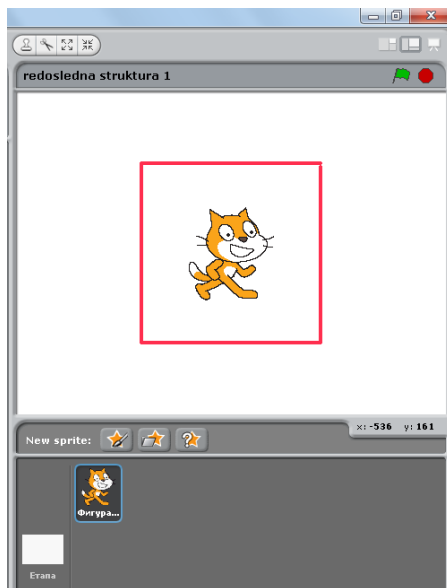 redosledna struktura 1
x: -536 y: 161
New sprite:
Фигура...
Етапа